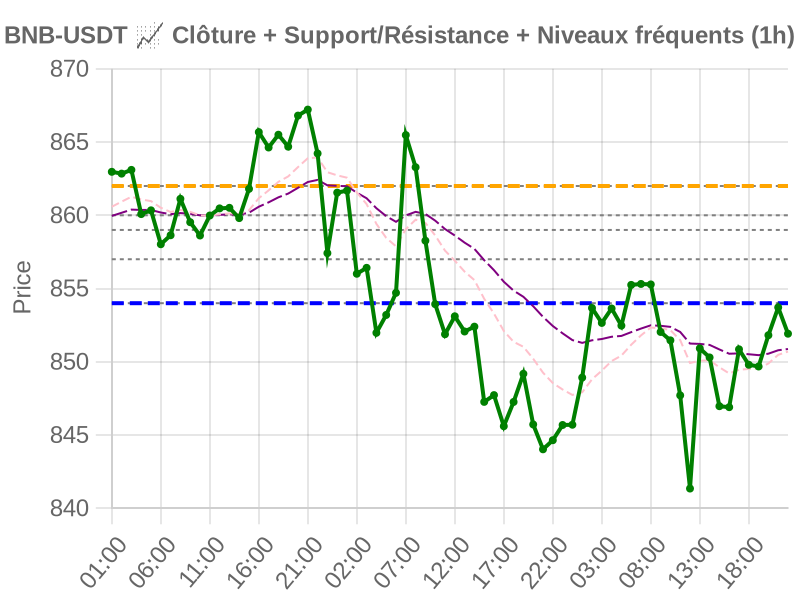 BNB-USDT 📈 Clôture + Support/Résistance + Niveaux fréquents (1h)
870
865
860
855
850
845
840
Price
01:00 06:00 11:00 16:00 21:00 02:00 07:00 12:00 17:00 22:00 03:00 08:00 13:00 18:00